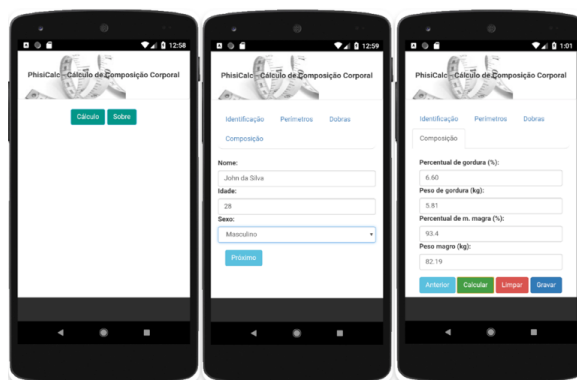 12:58
PhisiCalc - Cálculo de Composição Corporal
Cálculo Sobre
12:59
PhisiCalc - Cálculo de Composição Corporal
Identificação Perímetros Dobras
Composição
Nome:
John da Silva
Idade:
28
Sexo:
Masculino
Próximo
1:01
PhisiCalc - Cálculo de Composição Corporal
Identificação Perímetros Dobras
Composição
Percentual de gordura (%):
6.60
Peso de gordura (kg):
5.81
Percentual de m. magra (%):
93.4
Peso magro (kg):
82.19
Anterior Calcular Limpar Gravar